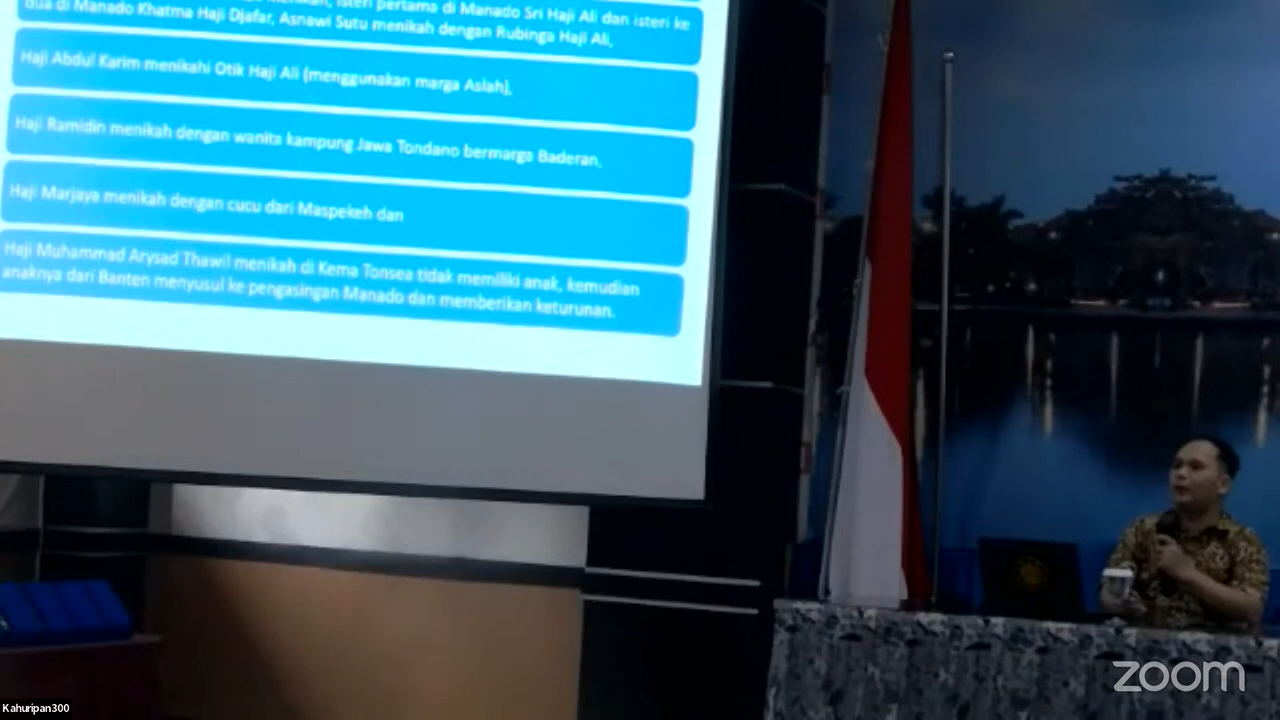 menikah, isteri pertama di Manado Sri Haji Ali dan isteri ke
dua di Manado Khatma Haji Djafar, Asnawi Sutu menikah dengan Rubinga Haji Ali,
Haji Abdul Karim menikahi Otik Haji Ali (menggunakan marga Aslah),
Haji Ramidin menikah dengan wanita kampung Jawa Tondano bermarga Baderan,
Haji Marjaya menikah dengan cucu dari Maspekeh dan
Haji Muhammad Arysad Thawil menikah di Kema Tonsea tidak memiliki anak, kemudian
anaknya dari Banten menyusul ke pengasingan Manado dan memberikan keturunan.
zoom
Kahuripan300